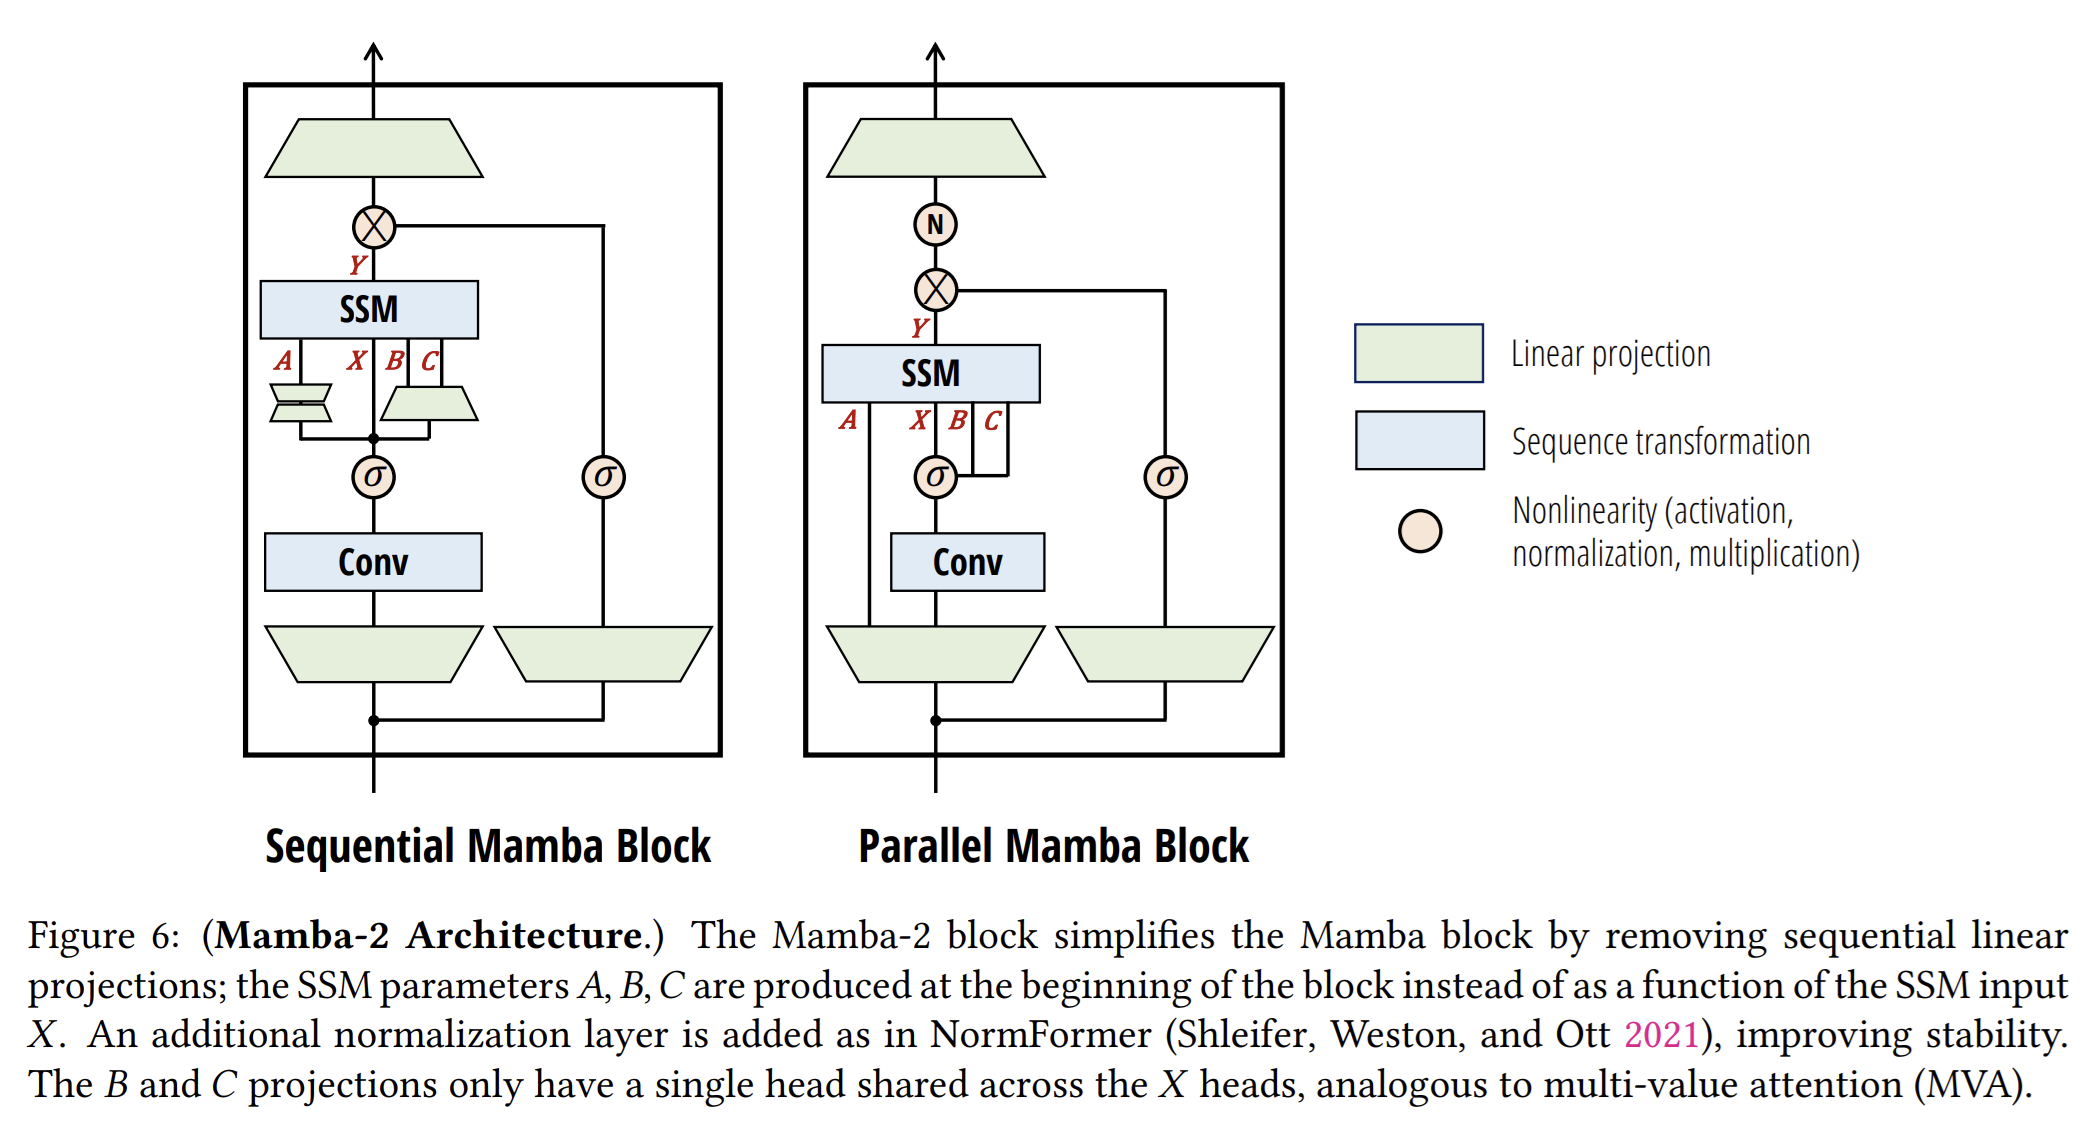 SSM
Y
A
X
B
C
σ
σ
Conv
Sequential Mamba Block
N
Y
SSM
A
X
B
C
σ
σ
Conv
Parallel Mamba Block
Linear projection
Sequence transformation
Nonlinearity (activation,
normalization, multiplication)
Figure 6: (Mamba-2 Architecture.) The Mamba-2 block simplifies the Mamba block by removing sequential linear
projections; the SSM parameters A, B, C are produced at the beginning of the block instead of as a function of the SSM input
X. An additional normalization layer is added as in NormFormer (Shleifer, Weston, and Ott 2021), improving stability.
The B and C projections only have a single head shared across the X heads, analogous to multi-value attention (MVA).